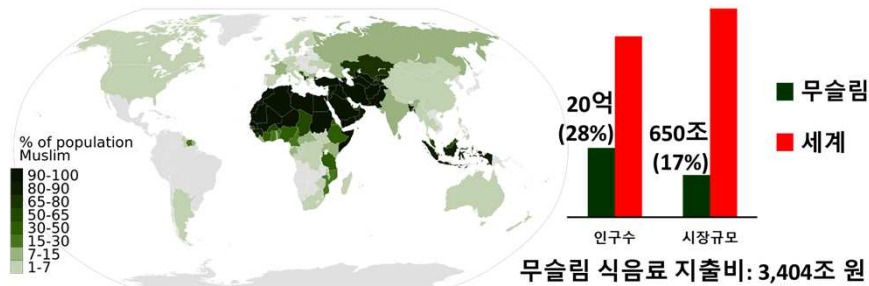 % of population
Muslim
90-100
80-90
65-80
50-65
30-50
15-30
7-15
1-7
20억
(28%)
650조
(17%)
인구수
시장규모
무슬림
세계
무슬림 식음료 지출비: 3,404조 원